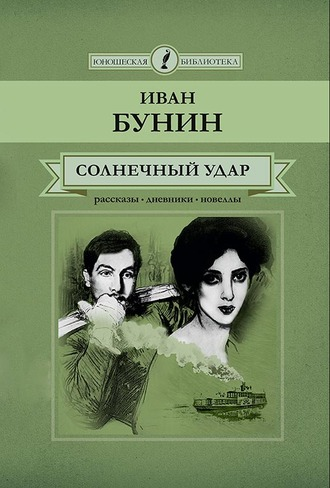 ЮНОШЕСКАЯ БИБЛИОТЕКА
ИВАН
БУНИН
СОЛНЕЧНЫЙ УДАР
рассказы • дневники • новеллы